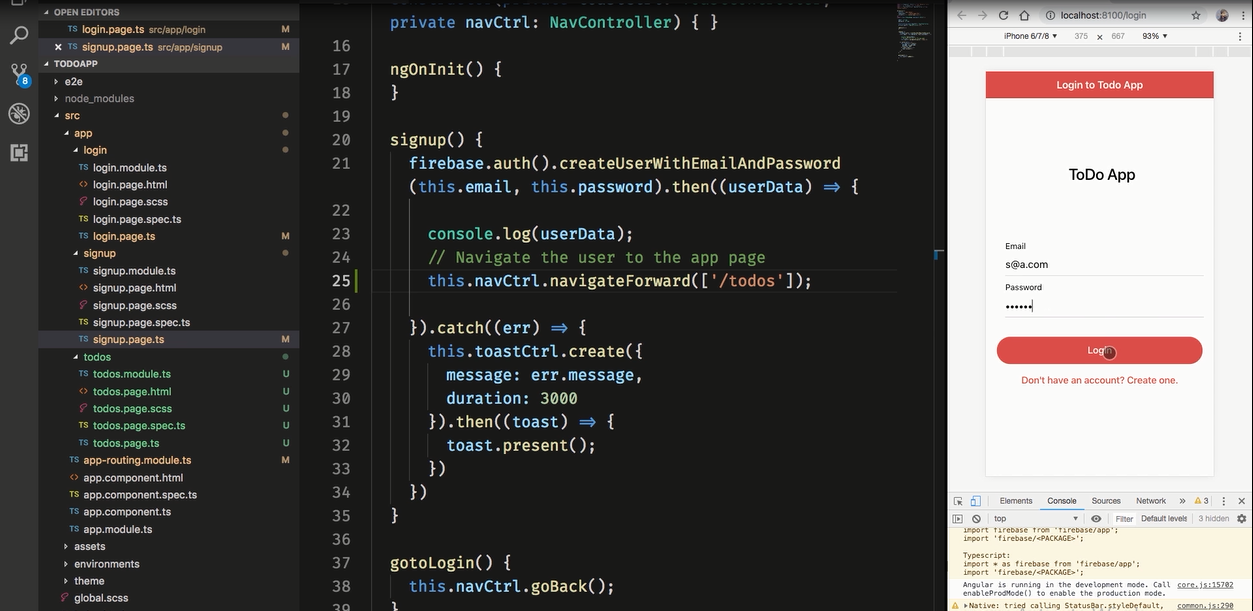 OPEN EDITORS
login.page.ts src/app/login M
signup.page.ts src/app/signup M
TODOAPP
e2e
node_modules
src
app
login
TS login.module.ts
<> login.page.html
login.page.scss
TS login.page.spec.ts
TS login.page.ts M
signup
TS signup.module.ts
<> signup.page.html
signup.page.scss
TS signup.page.spec.ts
TS signup.page.ts M
todos
TS todos.module.ts U
<> todos.page.html U
todos.page.scss U
TS todos.page.spec.ts U
TS todos.page.ts U
TS app-routing.module.ts M
<> app.component.html
TS app.component.spec.ts
TS app.component.ts
TS app.module.ts
assets
environments
theme
global.scss
8
private navCtrl: NavController) { }
16
17 ngOnInit() {
18 }
19
20 signup() {
21 firebase.auth().createUserWithEmailAndPassword
(this.email, this.password).then((userData) => {
22
23 console.log(userData);
24 // Navigate the user to the app page
25 this.navCtrl.navigateForward(['/todos']);
26
27 }).catch((err) => {
28 this.toastCtrl.create({
29 message: err.message,
30 duration: 3000
31 }).then((toast) => {
32 toast.present();
33 })
34 })
35 }
36
37 gotoLogin() {
38 this.navCtrl.goBack();
39 }
localhost:8100/login
iPhone 6/7/8 375 x 667 93%
Login to Todo App
ToDo App
Email
s@a.com
Password
••••••
Login
Don't have an account? Create one.
Elements Console Sources Network » 3
top Filter Default levels 3 hidden
import firebase from 'firebase/app';
import 'firebase/<PACKAGE>';
Typescript:
import * as firebase from 'firebase/app';
import 'firebase/<PACKAGE>';
Angular is running in the development mode. Call core.js:15702
enableProdMode() to enable the production mode.
Native: tried calling StatusBar.styleDefault, common.js:290